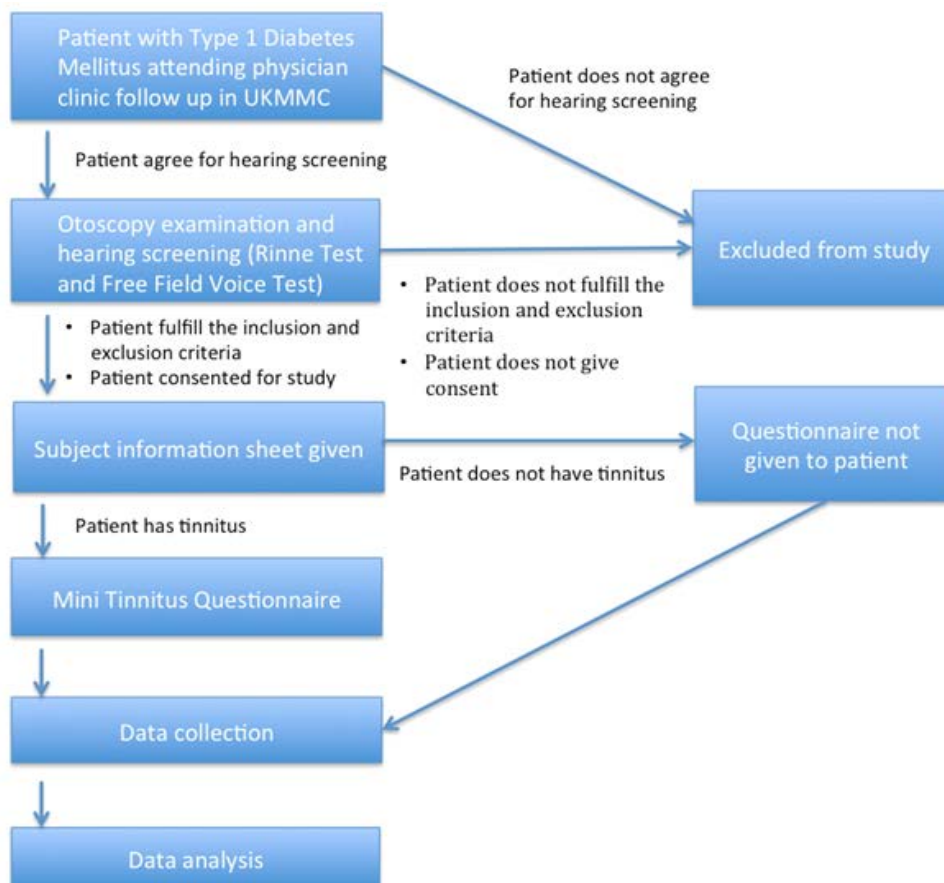 Patient with Type 1 Diabetes
Mellitus attending physician
clinic follow up in UKMMC
Patient does not agree
for hearing screening
Patient agree for hearing screening
Otoscopy examination and
hearing screening (Rinne Test
and Free Field Voice Test)
Excluded from study
• Patient does not fulfill the
inclusion and exclusion
criteria
• Patient does not give
consent
• Patient fulfill the inclusion and
exclusion criteria
• Patient consented for study
Subject information sheet given
Patient does not have tinnitus
Questionnaire not
given to patient
Patient has tinnitus
Mini Tinnitus Questionnaire
Data collection
Data analysis